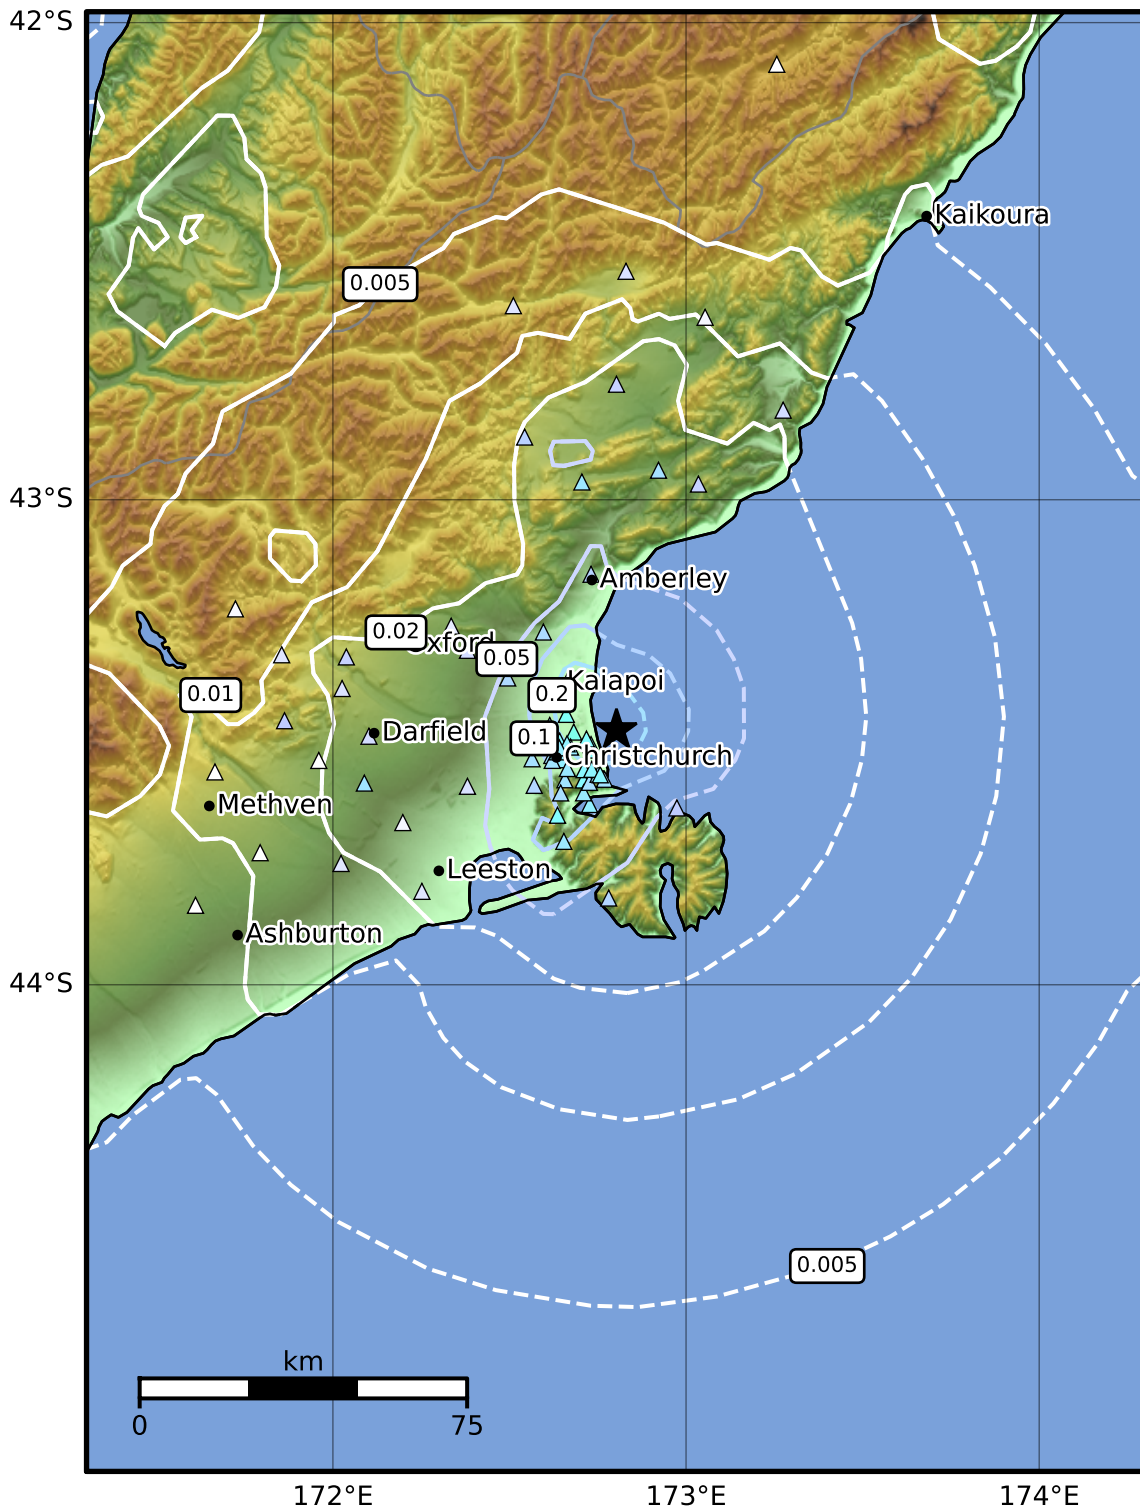 42°S
Kaikoura
0.005
43°S
Amberley
0.02
Oxford
0.05
Kaiapoi
0.01
0.2
Darfield
0.1
Christchurch
Methven
Leeston
Ashburton
44°S
0.005
km
0
75
172°E
173°E
174°E